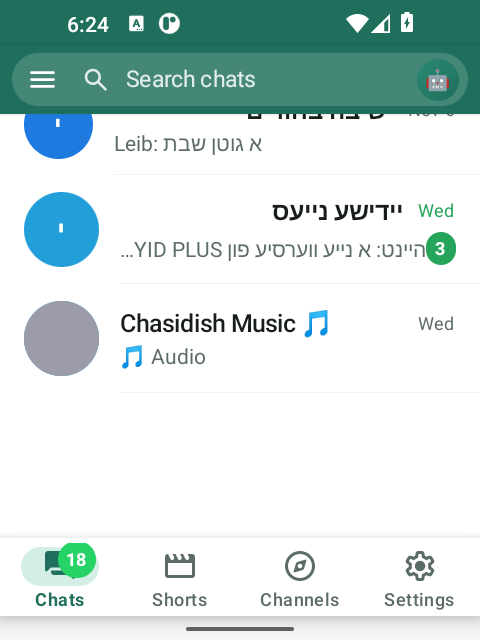 6:24
Search chats
Leib: א גוטן שבת
יידישע נייעס
Wed
היינט: א נייע ווערסיע פון YID PLUS…
3
Chasidish Music 🎵
Wed
🎵 Audio
18
Chats
Shorts
Channels
Settings